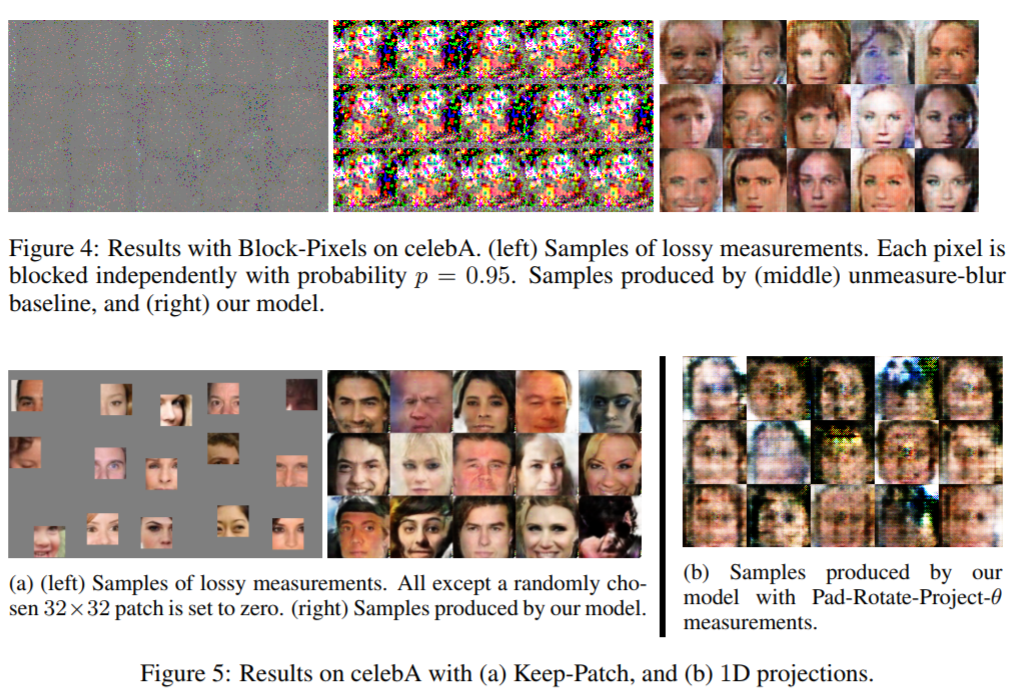 Figure 4: Results with Block-Pixels on celebA. (left) Samples of lossy measurements. Each pixel is
blocked independently with probability p = 0.95. Samples produced by (middle) unmeasure-blur
baseline, and (right) our model.
(a) (left) Samples of lossy measurements. All except a randomly cho-
sen 32×32 patch is set to zero. (right) Samples produced by our model.
(b) Samples produced by our
model with Pad-Rotate-Project-θ
measurements.
Figure 5: Results on celebA with (a) Keep-Patch, and (b) 1D projections.